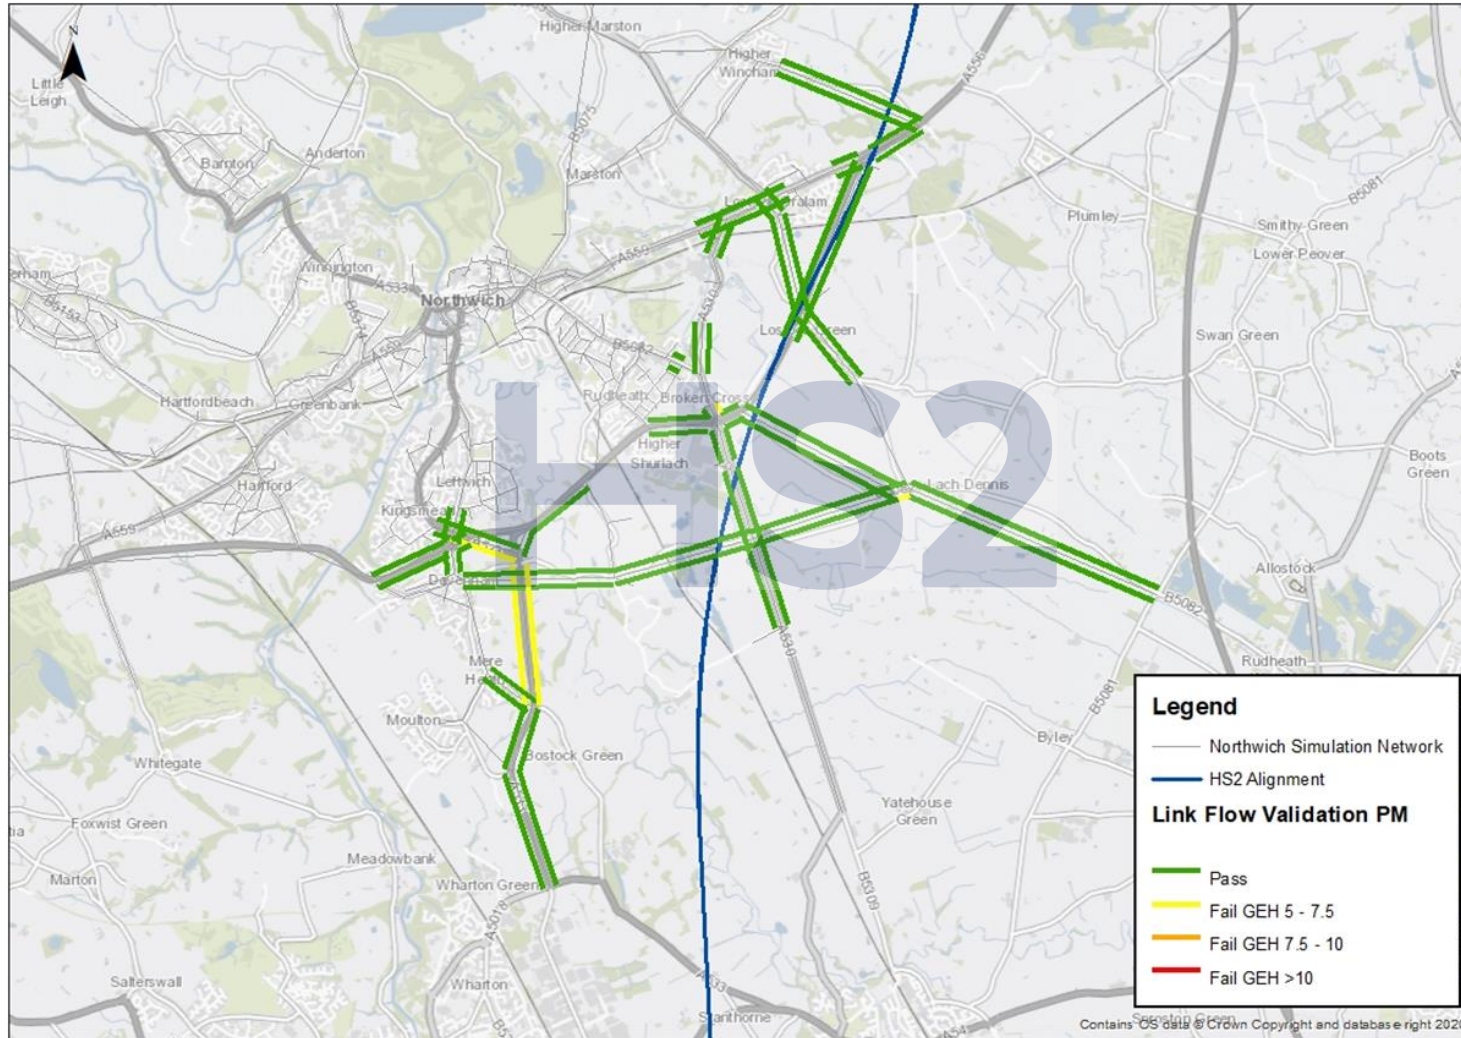 N
Higher Marston
Higher
Wincham
A556
Little
Leigh
B5075
Anderton
Barnton
Marston
B5081
Plumley
Smithy Green
Lower Peover
A559
Winnington
A533
Northwich
B5153
A530
Swan Green
A559
B5082
Hartfordbeach
Greenbank
Rudheath
Broken Cross
HS2
Higher
Shurlach
Boots
Green
Hartford
Leftwich
Lach Dennis
Kingsmead
A559
Allostock
B5082
A530
Rudheath
Mere
Moulton
B5081
Byley
Bostock Green
Whitegate
Yatehouse
Green
Foxwist Green
Meadowbank
Marton
Wharton Green
B5309
A5018
Salterswall
Wharton
A533
Stanthorne
A54
Sproston Green
Legend
Northwich Simulation Network
HS2 Alignment
Link Flow Validation PM
Pass
Fail GEH 5 - 7.5
Fail GEH 7.5 - 10
Fail GEH >10
Contains OS data © Crown Copyright and database right 2020